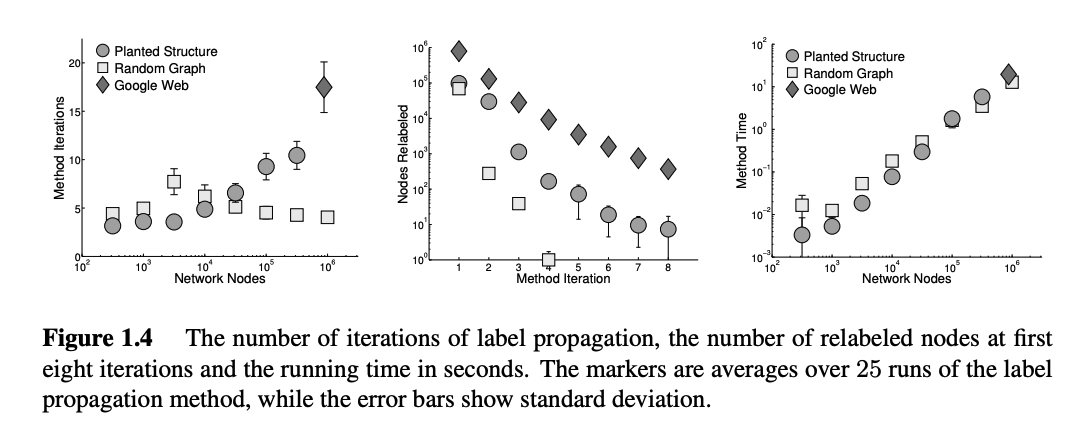 Planted Structure
Random Graph
Google Web
Method Iterations
20
15
10
5
0
10^2 10^3 10^4 10^5 10^6
Network Nodes
Nodes Relabeled
10^6
10^5
10^4
10^3
10^2
10^1
10^0
1 2 3 4 5 6 7 8
Method Iteration
Planted Structure
Random Graph
Google Web
Method Time
10^2
10^1
10^0
10^-1
10^-2
10^-3
10^2 10^3 10^4 10^5 10^6
Network Nodes
Figure 1.4 The number of iterations of label propagation, the number of relabeled nodes at first
eight iterations and the running time in seconds. The markers are averages over 25 runs of the label
propagation method, while the error bars show standard deviation.